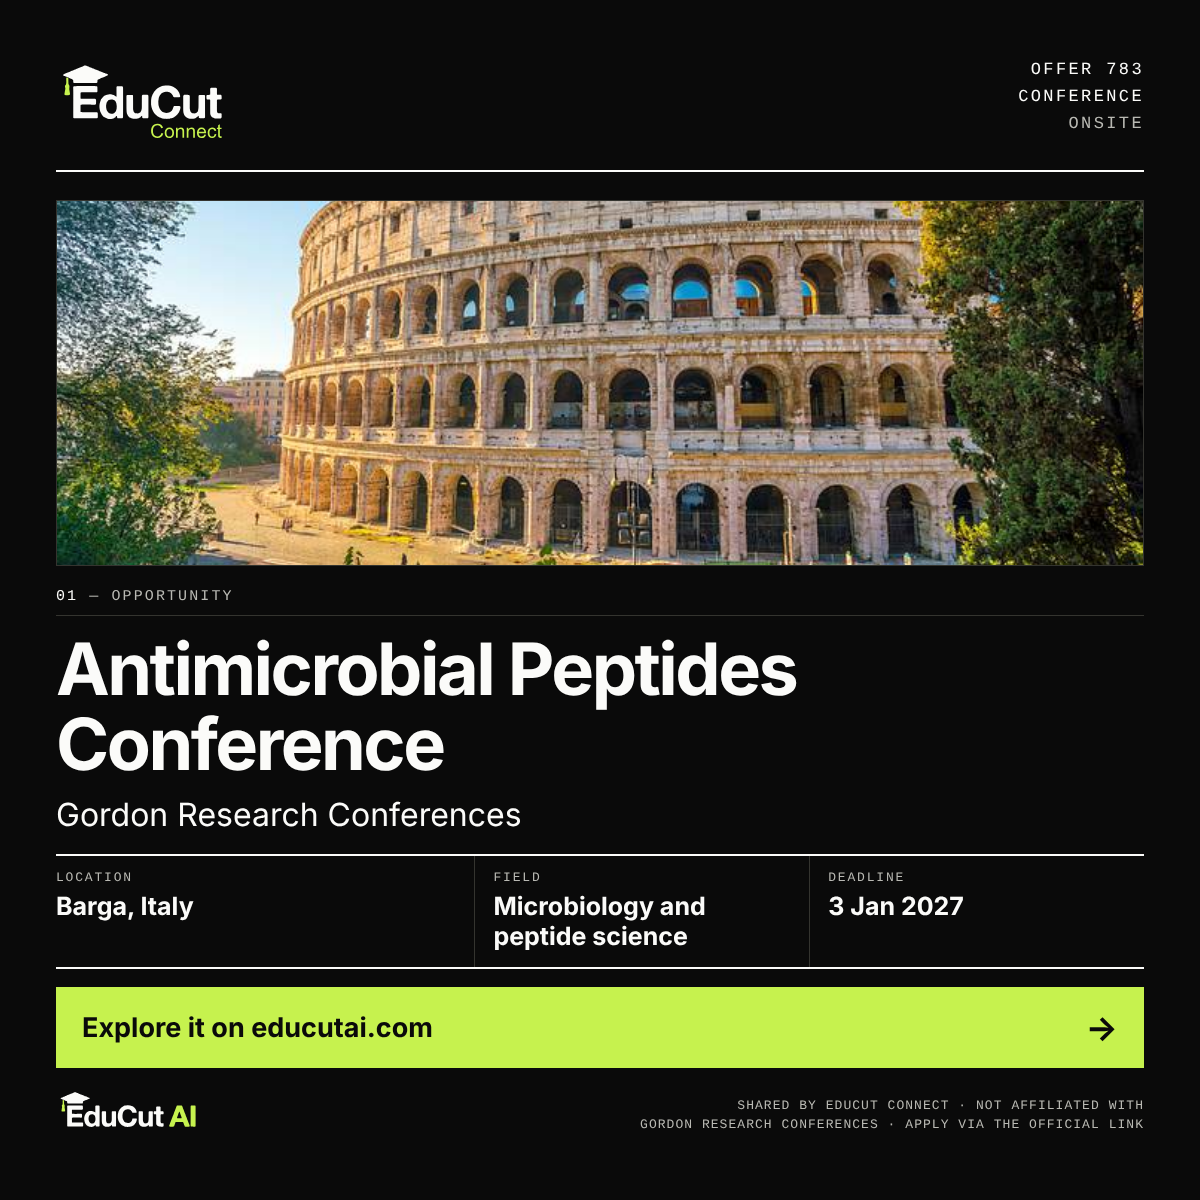 EduCut
Connect
OFFER 783
CONFERENCE
ONSITE
01 — OPPORTUNITY
Antimicrobial Peptides
Conference
Gordon Research Conferences
LOCATION
Barga, Italy
FIELD
Microbiology and
peptide science
DEADLINE
3 Jan 2027
Explore it on educutai.com →
EduCut AI
SHARED BY EDUCUT CONNECT · NOT AFFILIATED WITH
GORDON RESEARCH CONFERENCES · APPLY VIA THE OFFICIAL LINK